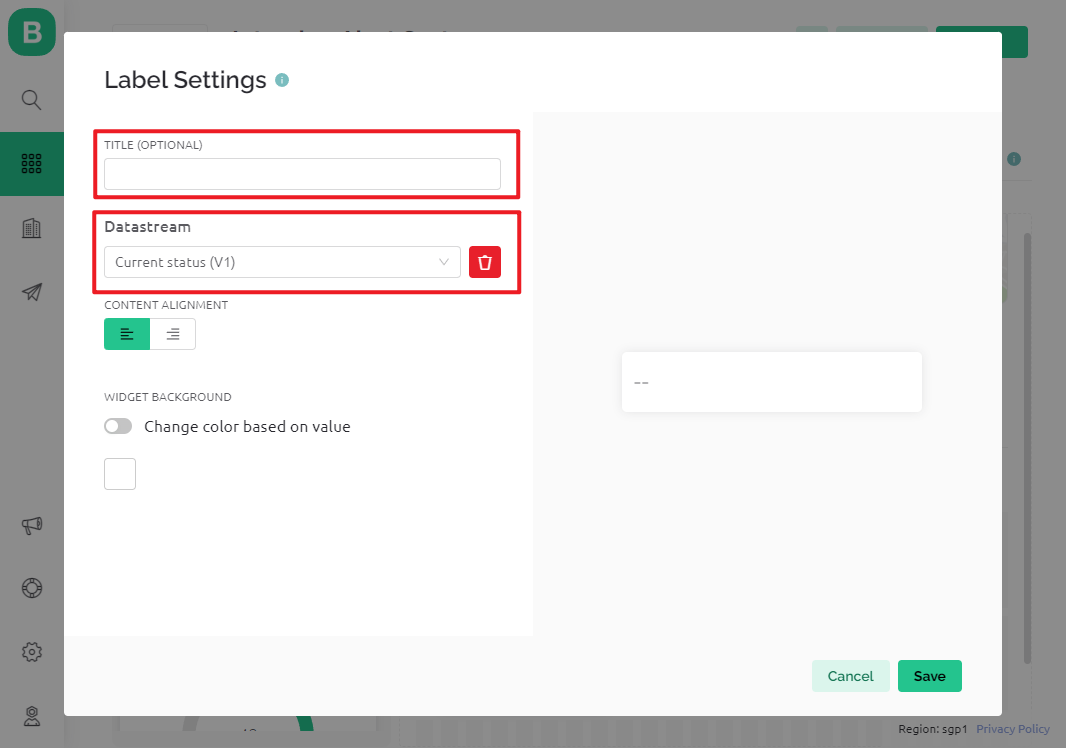 B
Label Settings
TITLE (OPTIONAL)
Datastream
Current status (V1)
CONTENT ALIGNMENT
WIDGET BACKGROUND
Change color based on value
--
Cancel
Save
Region: sgp1 Privacy Policy